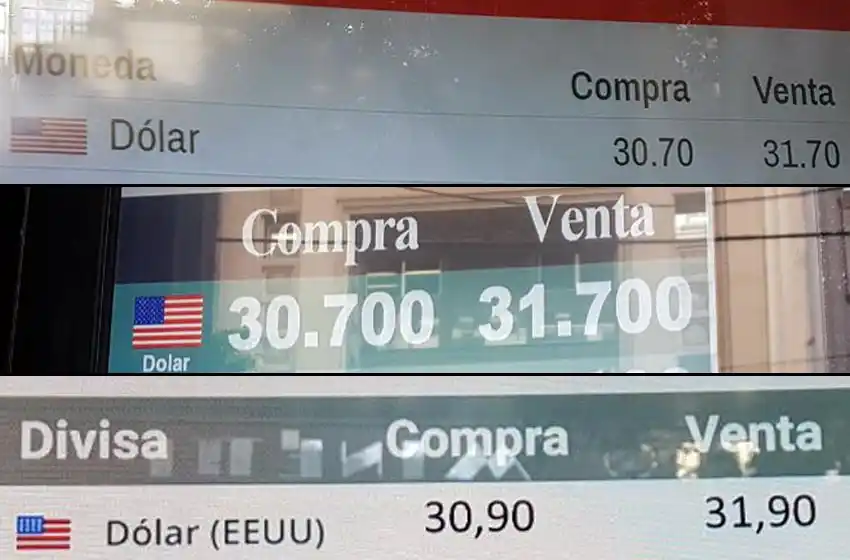 Moneda Compra Venta
Dólar 30.70 31.70
Compra Venta
30.700 31.700
Dolar
Divisa Compra Venta
Dólar (EEUU) 30,90 31,90